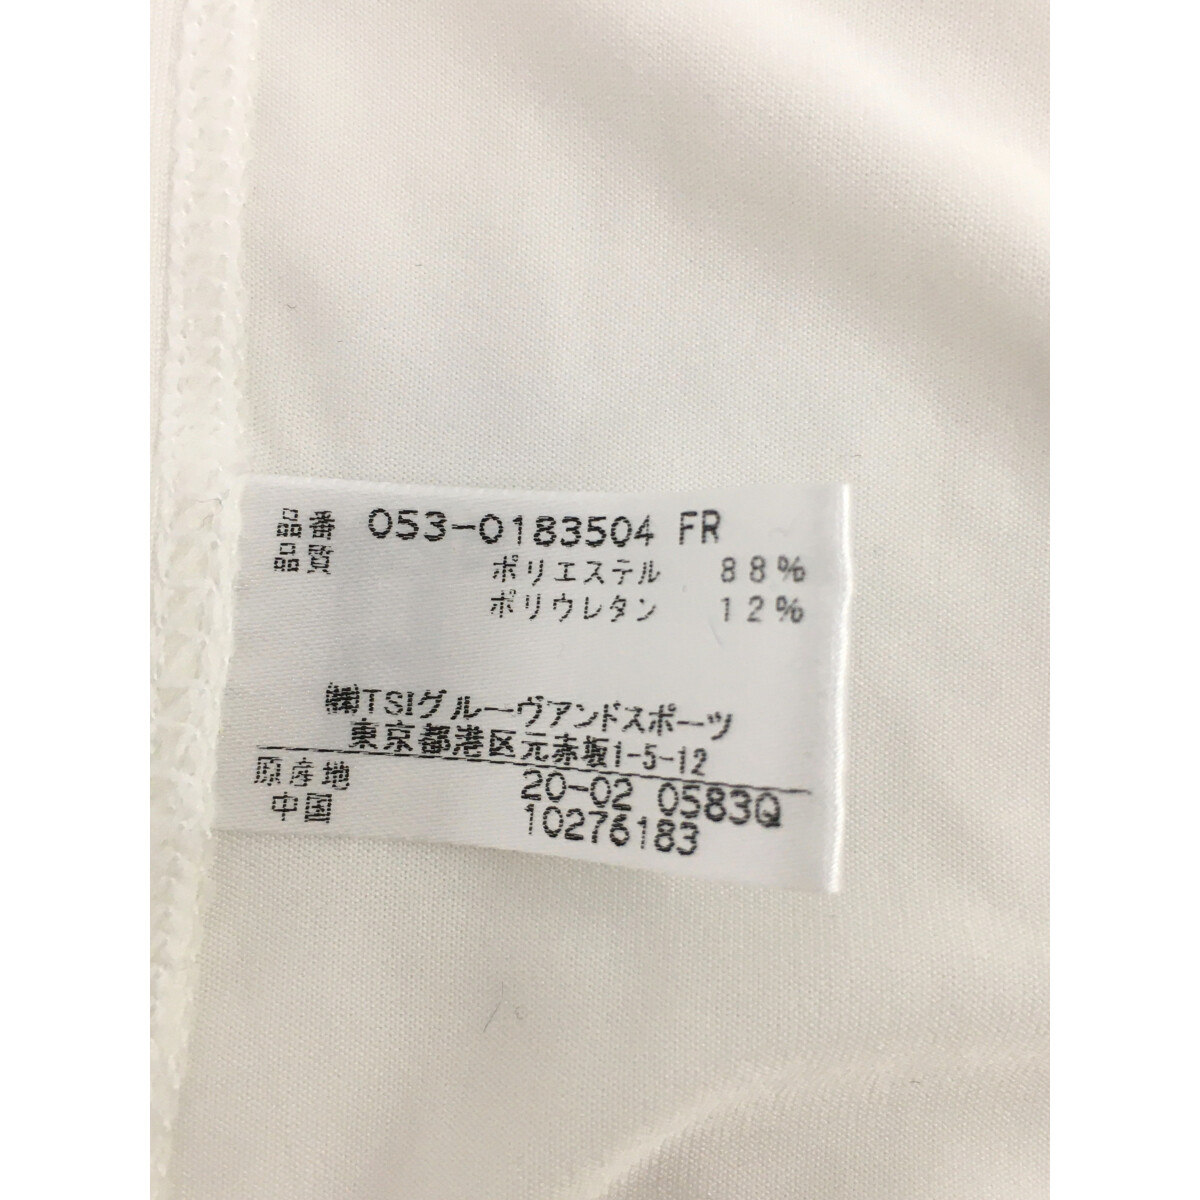 品番 053-0183504 FR
品質 ポリエステル 88%
ポリウレタン 12%
㈱TSIグルーヴアンドスポーツ
東京都港区元赤坂1-5-12
原産地 20-02 0583Q
中国 10276183